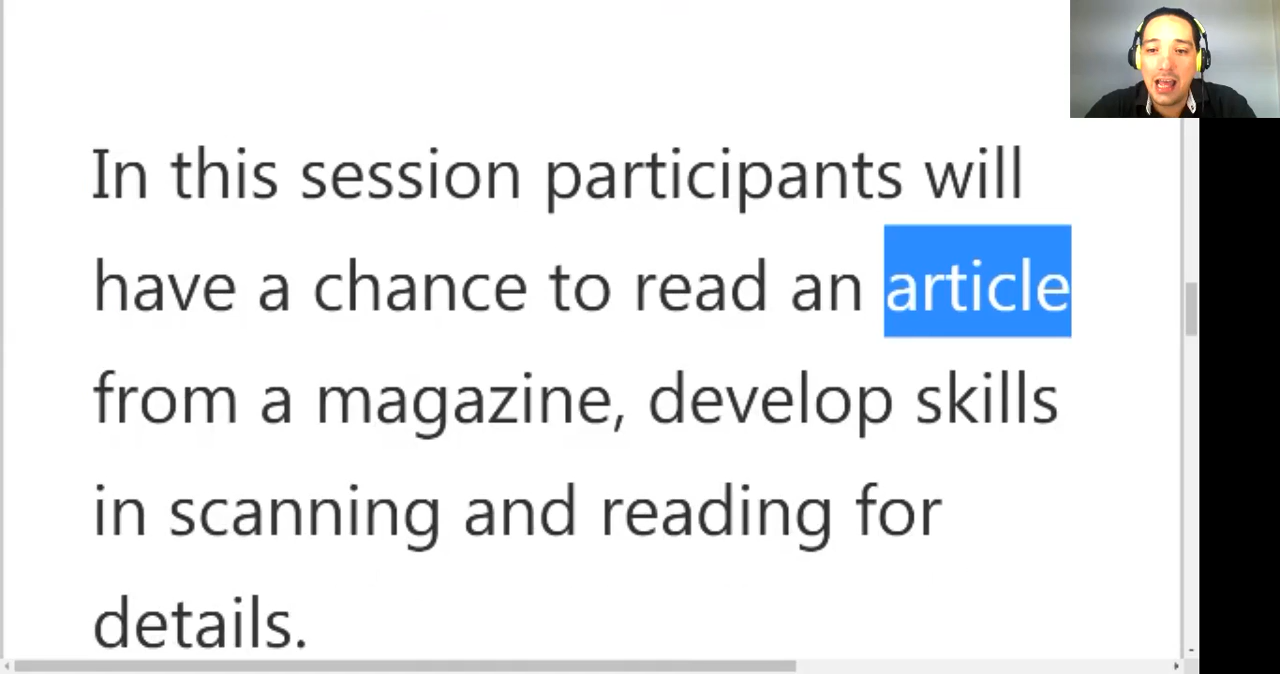 In this session participants will
have a chance to read an article
from a magazine, develop skills
in scanning and reading for
details.